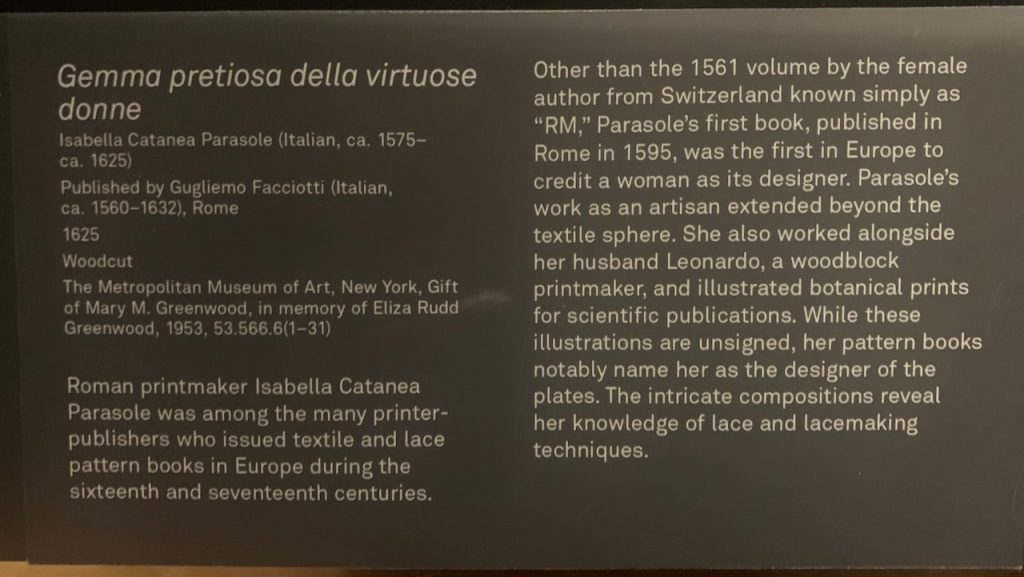 Gemma pretiosa della virtuose
donne
Isabella Catanea Parasole (Italian, ca. 1575–
ca. 1625)
Published by Gugliemo Facciotti (Italian,
ca. 1560–1632), Rome
1625
Woodcut
The Metropolitan Museum of Art, New York, Gift
of Mary M. Greenwood, in memory of Eliza Rudd
Greenwood, 1953, 53.566.6(1–31)
Roman printmaker Isabella Catanea
Parasole was among the many printer-
publishers who issued textile and lace
pattern books in Europe during the
sixteenth and seventeenth centuries.
Other than the 1561 volume by the female
author from Switzerland known simply as
“RM,” Parasole’s first book, published in
Rome in 1595, was the first in Europe to
credit a woman as its designer. Parasole’s
work as an artisan extended beyond the
textile sphere. She also worked alongside
her husband Leonardo, a woodblock
printmaker, and illustrated botanical prints
for scientific publications. While these
illustrations are unsigned, her pattern books
notably name her as the designer of the
plates. The intricate compositions reveal
her knowledge of lace and lacemaking
techniques.